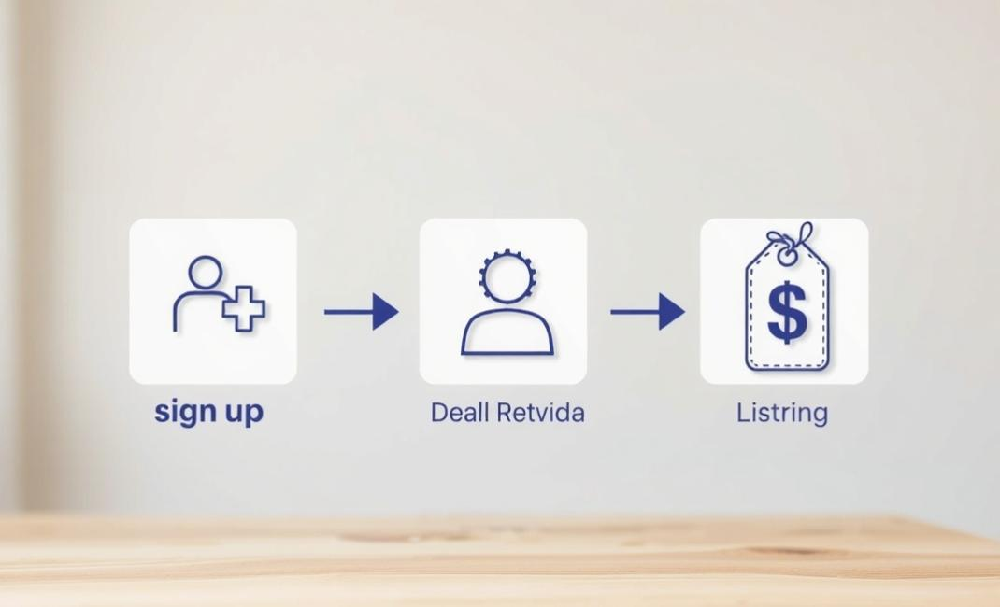 $
sign up
Deall Retvida
Listring